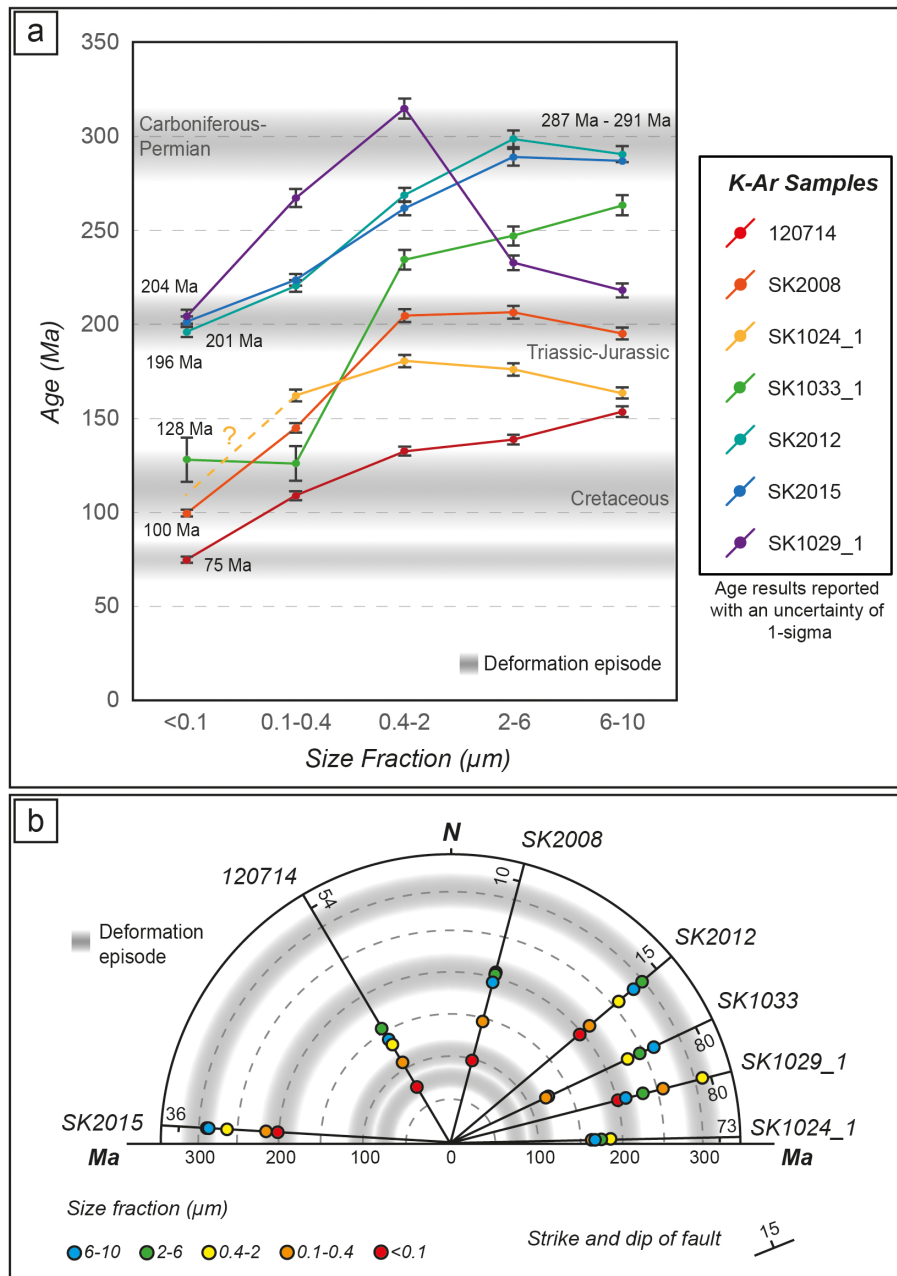 a
350
300
250
200
150
100
50
0
Age (Ma)
Carboniferous-
Permian
287 Ma - 291 Ma
204 Ma
201 Ma
196 Ma
Triassic-Jurassic
128 Ma
?
Cretaceous
100 Ma
75 Ma
Deformation episode
<0.1
0.1-0.4
0.4-2
2-6
6-10
Size Fraction (µm)
K-Ar Samples
120714
SK2008
SK1024_1
SK1033_1
SK2012
SK2015
SK1029_1
Age results reported
with an uncertainty of
1-sigma
b
N
SK2008
120714
10
54
Deformation
episode
SK2012
15
SK1033
80
SK1029_1
80
SK2015
36
73
SK1024_1
Ma
300
200
100
0
100
200
300
Ma
Size fraction (µm)
6-10
2-6
0.4-2
0.1-0.4
<0.1
Strike and dip of fault
15